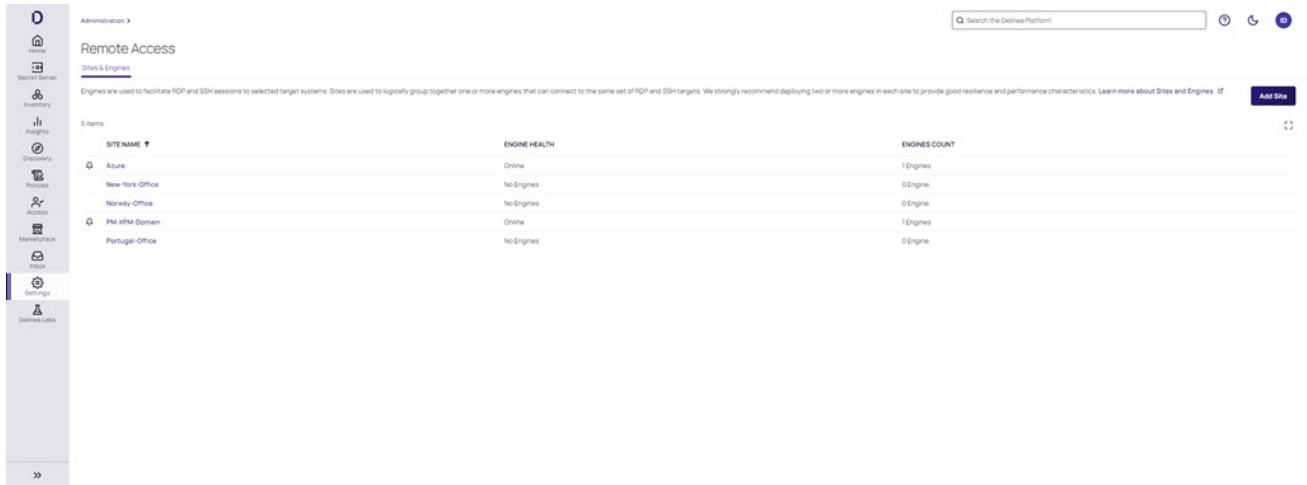 D
Administration >
Search the Delinea Platform
ID
Home
Secret Server
Inventory
Insights
Discovery
Policies
Access
Marketplace
Inbox
Settings
Delinea Labs
Remote Access
Sites & Engines
Engines are used to facilitate RDP and SSH sessions to selected target systems. Sites are used to logically group together one or more engines that can connect to the same set of RDP and SSH targets. We strongly recommend deploying two or more engines in each site to provide good resilience and performance characteristics. Learn more about Sites and Engines.
Add Site
5 items
SITE NAME ↑ ENGINE HEALTH ENGINES COUNT
Azure Online 1 Engines
New-York-Office No Engines 0 Engine
Norway-Office No Engines 0 Engine
PM-XPM-Domain Online 1 Engines
Portugal-Office No Engines 0 Engine